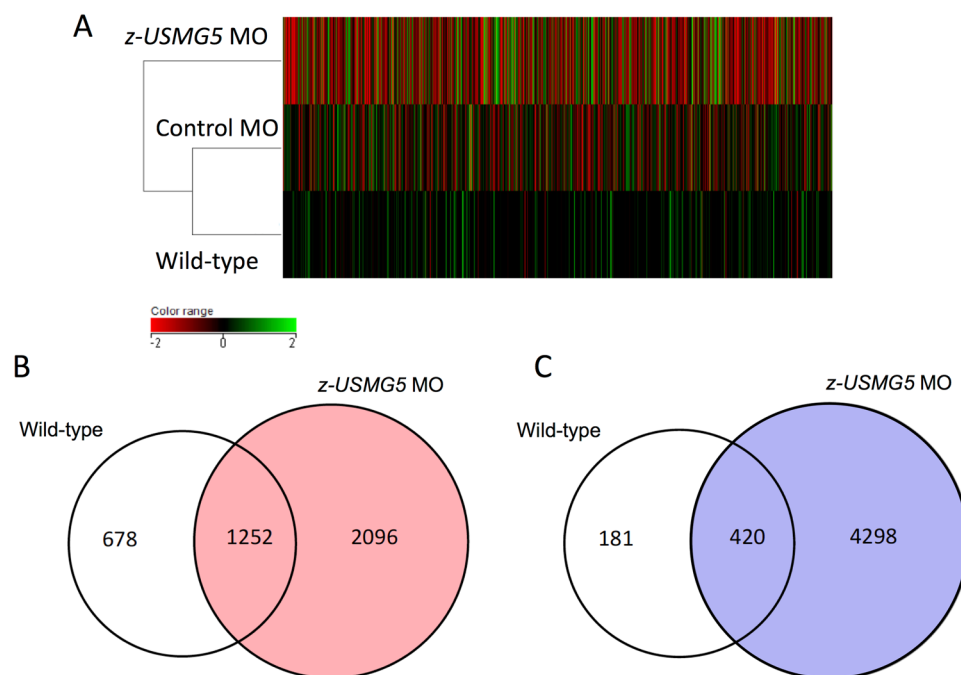 A
z-USMG5 MO
Control MO
Wild-type
Color range
-2 0 2
B
Wild-type
z-USMG5 MO
678 1252 2096
C
Wild-type
z-USMG5 MO
181 420 4298